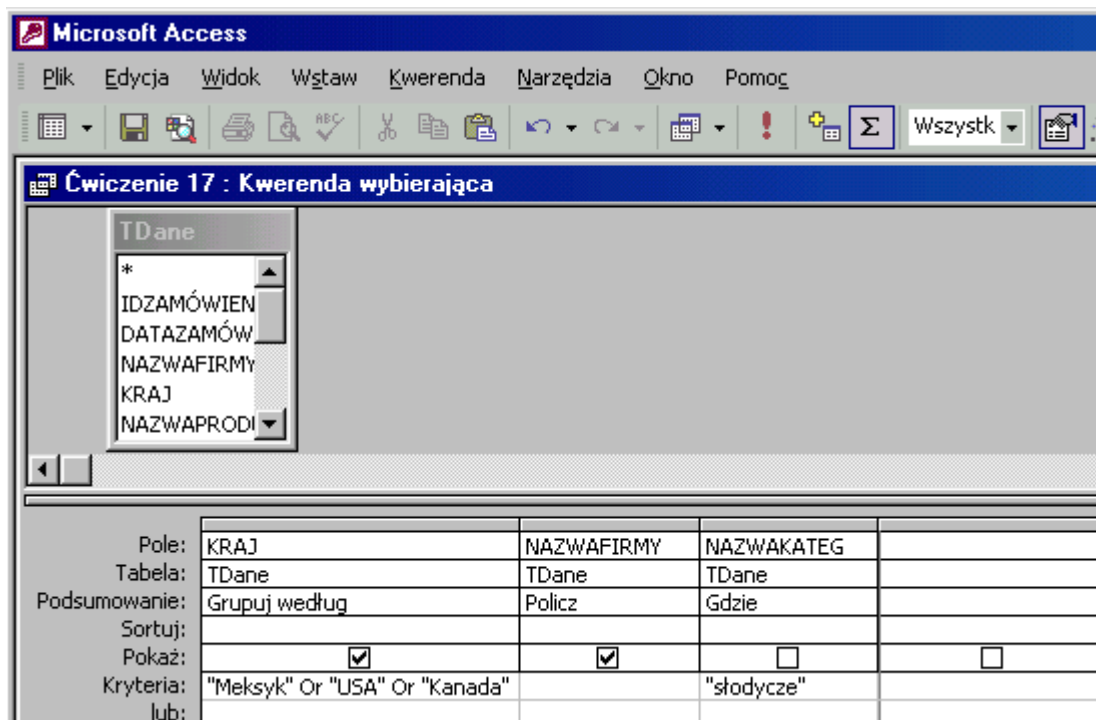 Microsoft Access
Plik Edycja Widok Wstaw Kwerenda Narzędzia Okno Pomoc
ABC Σ Wszystk
Ćwiczenie 17 : Kwerenda wybierająca
TDane
*
IDZAMÓWIEN
DATAZAMÓW
NAZWAFIRMY
KRAJ
NAZWAPRODU
Pole: KRAJ NAZWAFIRMY NAZWAKATEG
Tabela: TDane TDane TDane
Podsumowanie: Grupuj według Policz Gdzie
Sortuj:
Pokaż:
Kryteria: "Meksyk" Or "USA" Or "Kanada" "słodycze"
lub: